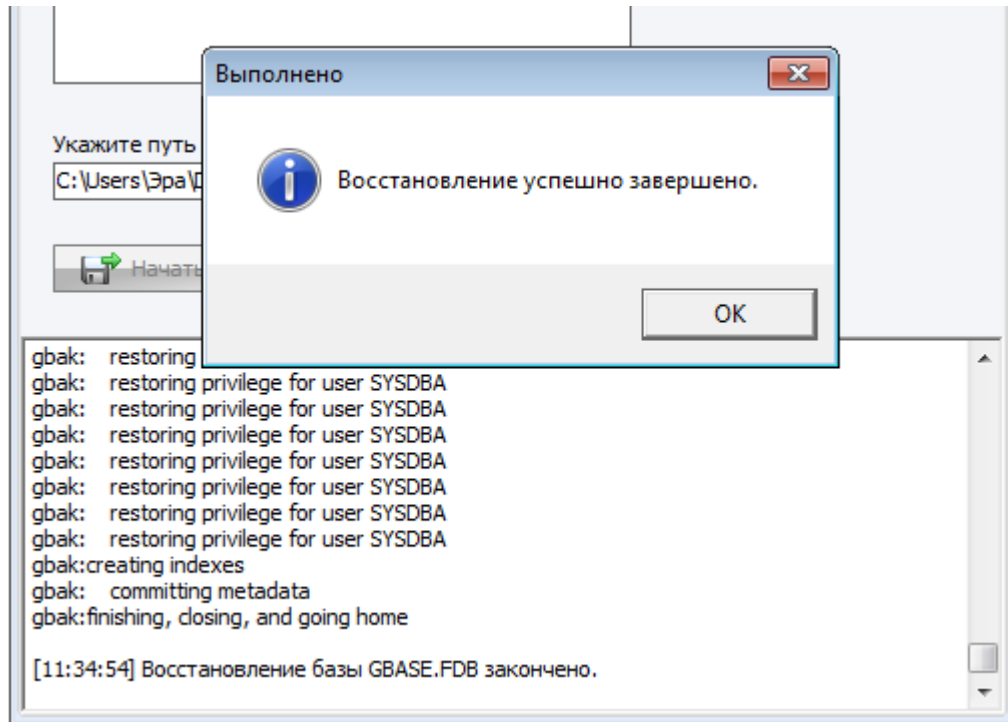 Выполнено
Укажите путь
C:\Users\Эра\
Восстановление успешно завершено.
Начать
OK
gbak:   restoring
gbak:   restoring privilege for user SYSDBA
gbak:   restoring privilege for user SYSDBA
gbak:   restoring privilege for user SYSDBA
gbak:   restoring privilege for user SYSDBA
gbak:   restoring privilege for user SYSDBA
gbak:   restoring privilege for user SYSDBA
gbak:   restoring privilege for user SYSDBA
gbak:creating indexes
gbak:   committing metadata
gbak:finishing, closing, and going home
[11:34:54] Восстановление базы GBASE.FDB закончено.